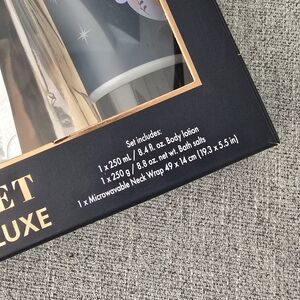 Set includes:
1 x 250 mL / 8.4 fl. oz. Body lotion
1 x 250 g / 8.8 oz. net wt. Bath salts
1 x Microwavable Neck Wrap 49 x 14 cm (19.3 x 5.5 in)
ET
LUXE